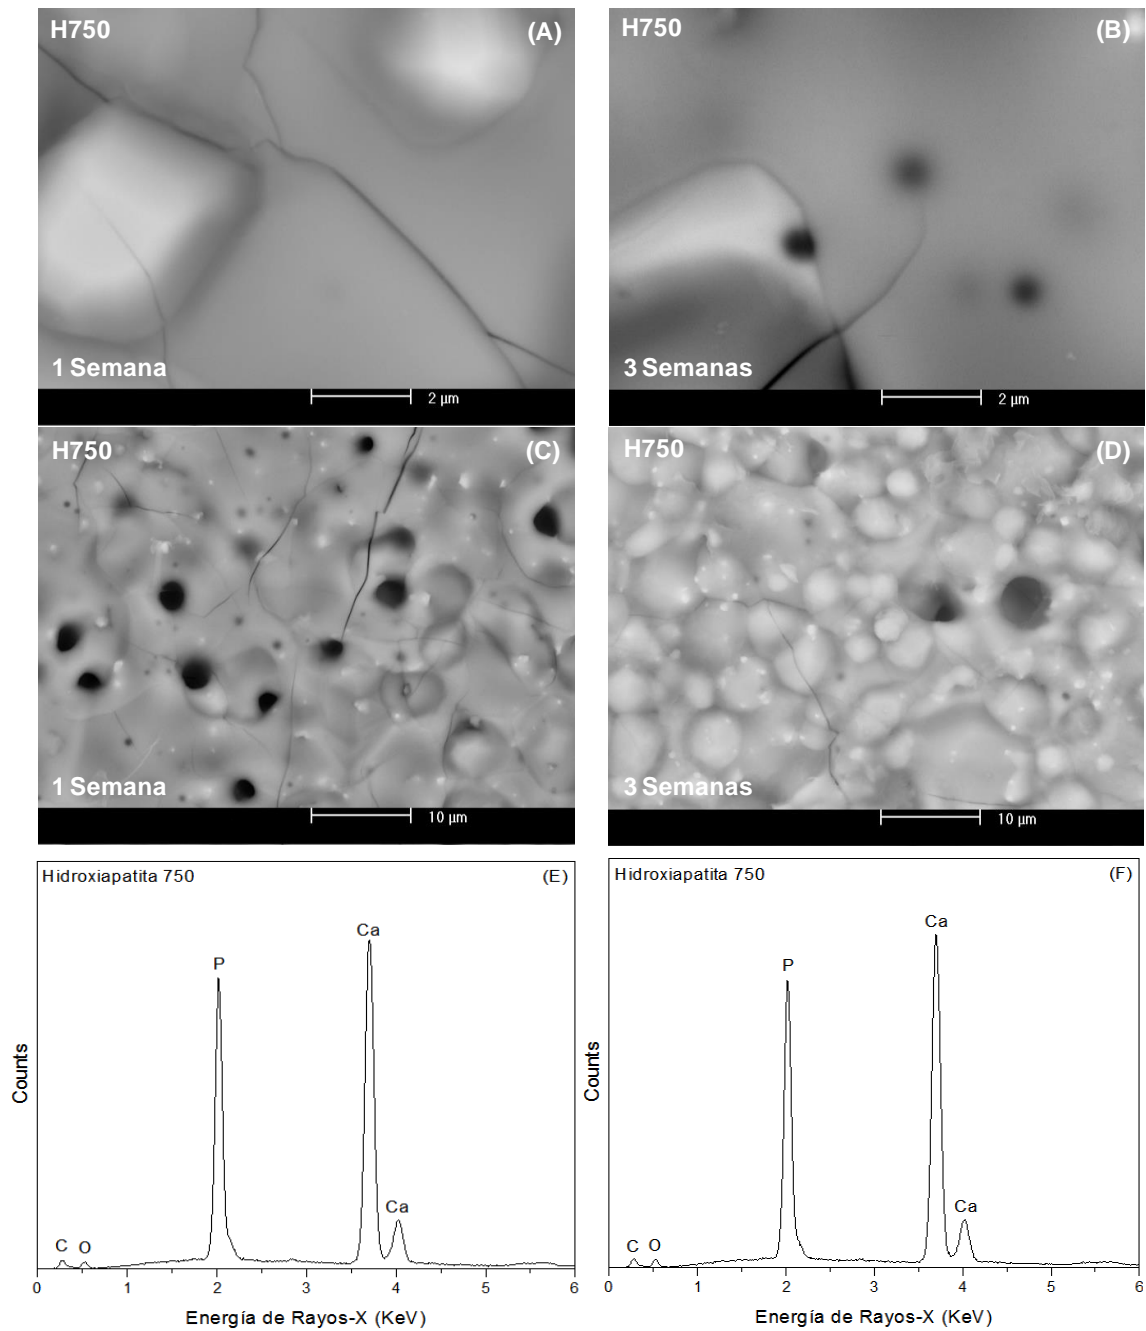 H750
(A)
1 Semana
2 µm
H750
(B)
3 Semanas
2 µm
H750
(C)
1 Semana
10 µm
H750
(D)
3 Semanas
10 µm
Hidroxiapatita 750
(E)
Ca
P
Ca
C
O
Counts
0
1
2
3
4
5
6
Energía de Rayos-X (KeV)
Hidroxiapatita 750
(F)
Ca
P
Ca
C
O
Counts
0
1
2
3
4
5
6
Energía de Rayos-X (KeV)